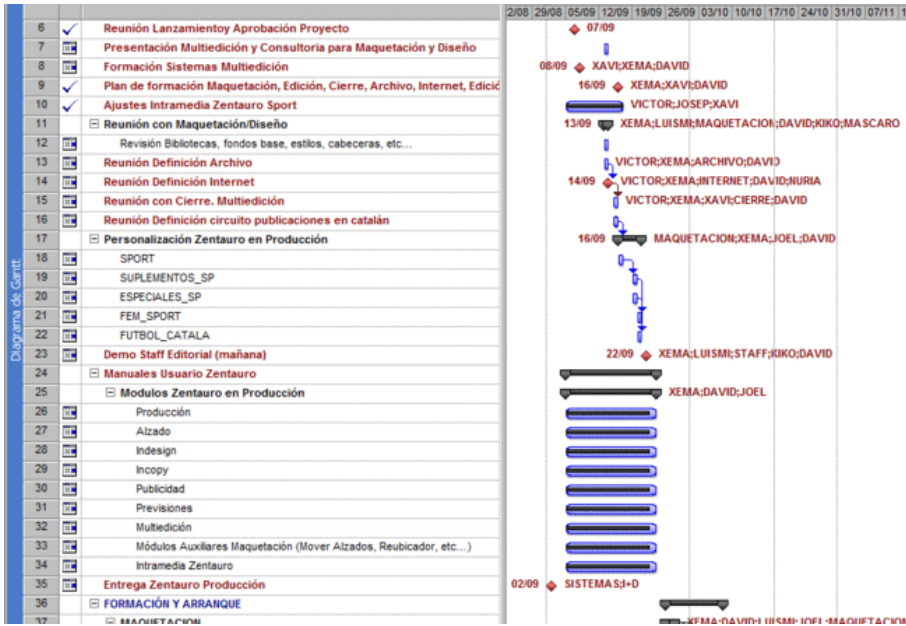 2/08 29/08 05/09 12/09 19/09 26/09 03/10 10/10 17/10 24/10 31/10 07/11
6 Reunión Lanzamientoy Aprobación Proyecto 07/09
7 Presentación Multiedición y Consultoria para Maquetación y Diseño
8 Formación Sistemas Multiedición 08/09 XAVI;XEMA;DAVID
9 Plan de formación Maquetación, Edición, Cierre, Archivo, Internet, Edició 16/09 XEMA;XAVI;DAVID
10 Ajustes Intramedia Zentauro Sport VICTOR;JOSEP;XAVI
11 Reunión con Maquetación/Diseño 13/09 XEMA;LUISMI;MAQUETACION;DAVID;KIKO;MASCARO
12 Revisión Bibliotecas, fondos base, estilos, cabeceras, etc...
13 Reunión Definición Archivo VICTOR;XEMA;ARCHIVO;DAVID
14 Reunión Definición Internet 14/09 VICTOR;XEMA;INTERNET;DAVID;NURIA
15 Reunión con Cierre. Multiedición VICTOR;XEMA;XAVI;CIERRE;DAVID
16 Reunión Definición circuito publicaciones en catalán
17 Personalización Zentauro en Producción 16/09 MAQUETACION;XEMA;JOEL;DAVID
18 SPORT
19 SUPLEMENTOS_SP
20 ESPECIALES_SP
21 FEM_SPORT
22 FUTBOL_CATALA
23 Demo Staff Editorial (mañana) 22/09 XEMA;LUISMI;STAFF;KIKO;DAVID
24 Manuales Usuario Zentauro
25 Modulos Zentauro en Producción XEMA;DAVID;JOEL
26 Producción
27 Alzado
28 Indesign
29 Incopy
30 Publicidad
31 Previsiones
32 Multiedición
33 Módulos Auxiliares Maquetación (Mover Alzados, Reubicador, etc...)
34 Intramedia Zentauro
35 Entrega Zentauro Producción 02/09 SISTEMAS;I+D
36 FORMACIÓN Y ARRANQUE
37 MAQUETACION XEMA;DAVID;LUISMI;JOEL;MAQUETACION
Diagrama de Gantt